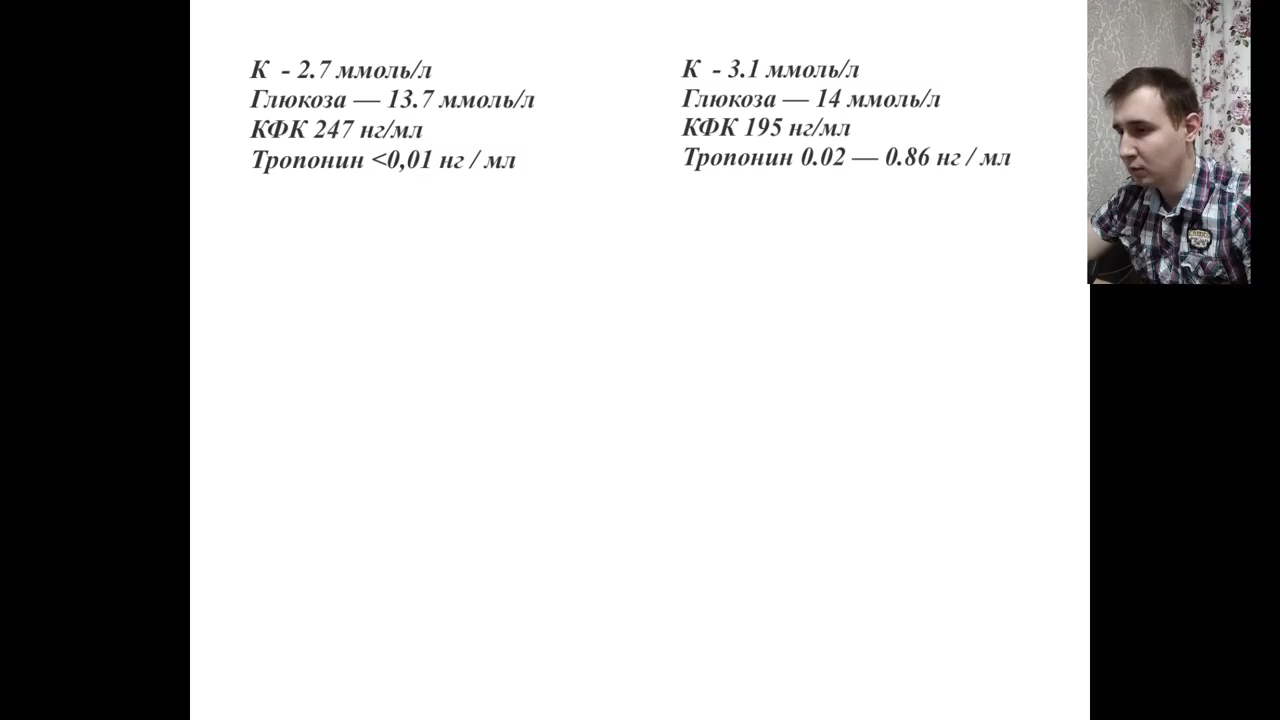 К - 2.7 ммоль/л
Глюкоза — 13.7 ммоль/л
КФК 247 нг/мл
Тропонин <0,01 нг / мл
К - 3.1 ммоль/л
Глюкоза — 14 ммоль/л
КФК 195 нг/мл
Тропонин 0.02 — 0.86 нг / мл